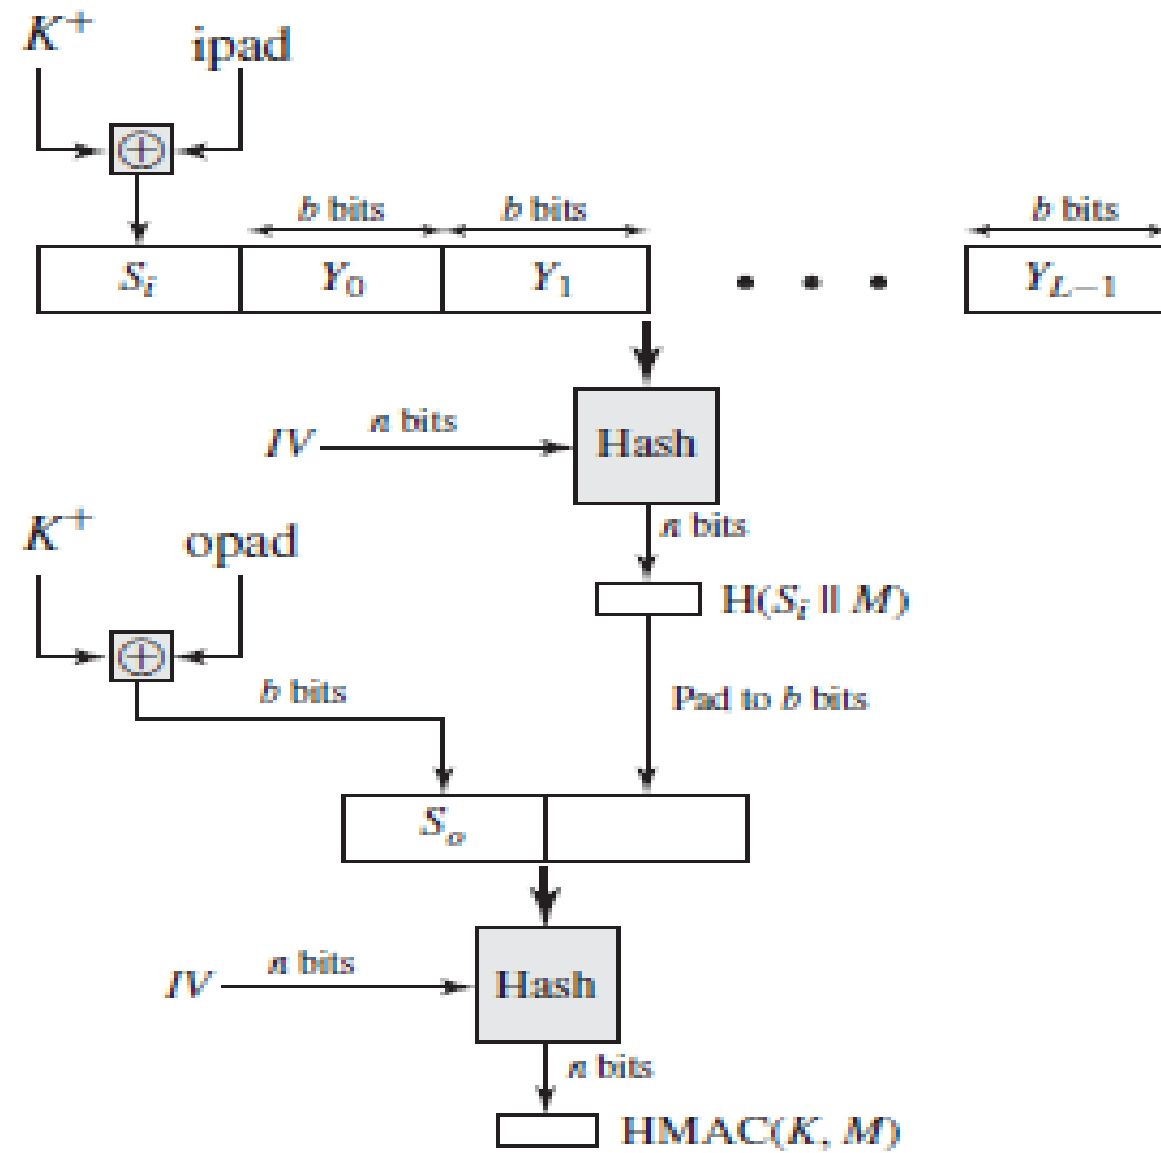 K⁺ ipad
⊕
b bits b bits b bits
Sᵢ Y₀ Y₁ • • • Y_{L−1}
n bits
IV Hash
K⁺ opad
n bits
H(Sᵢ || M)
⊕
b bits
Pad to b bits
Sₒ
n bits
IV Hash
n bits
HMAC(K, M)